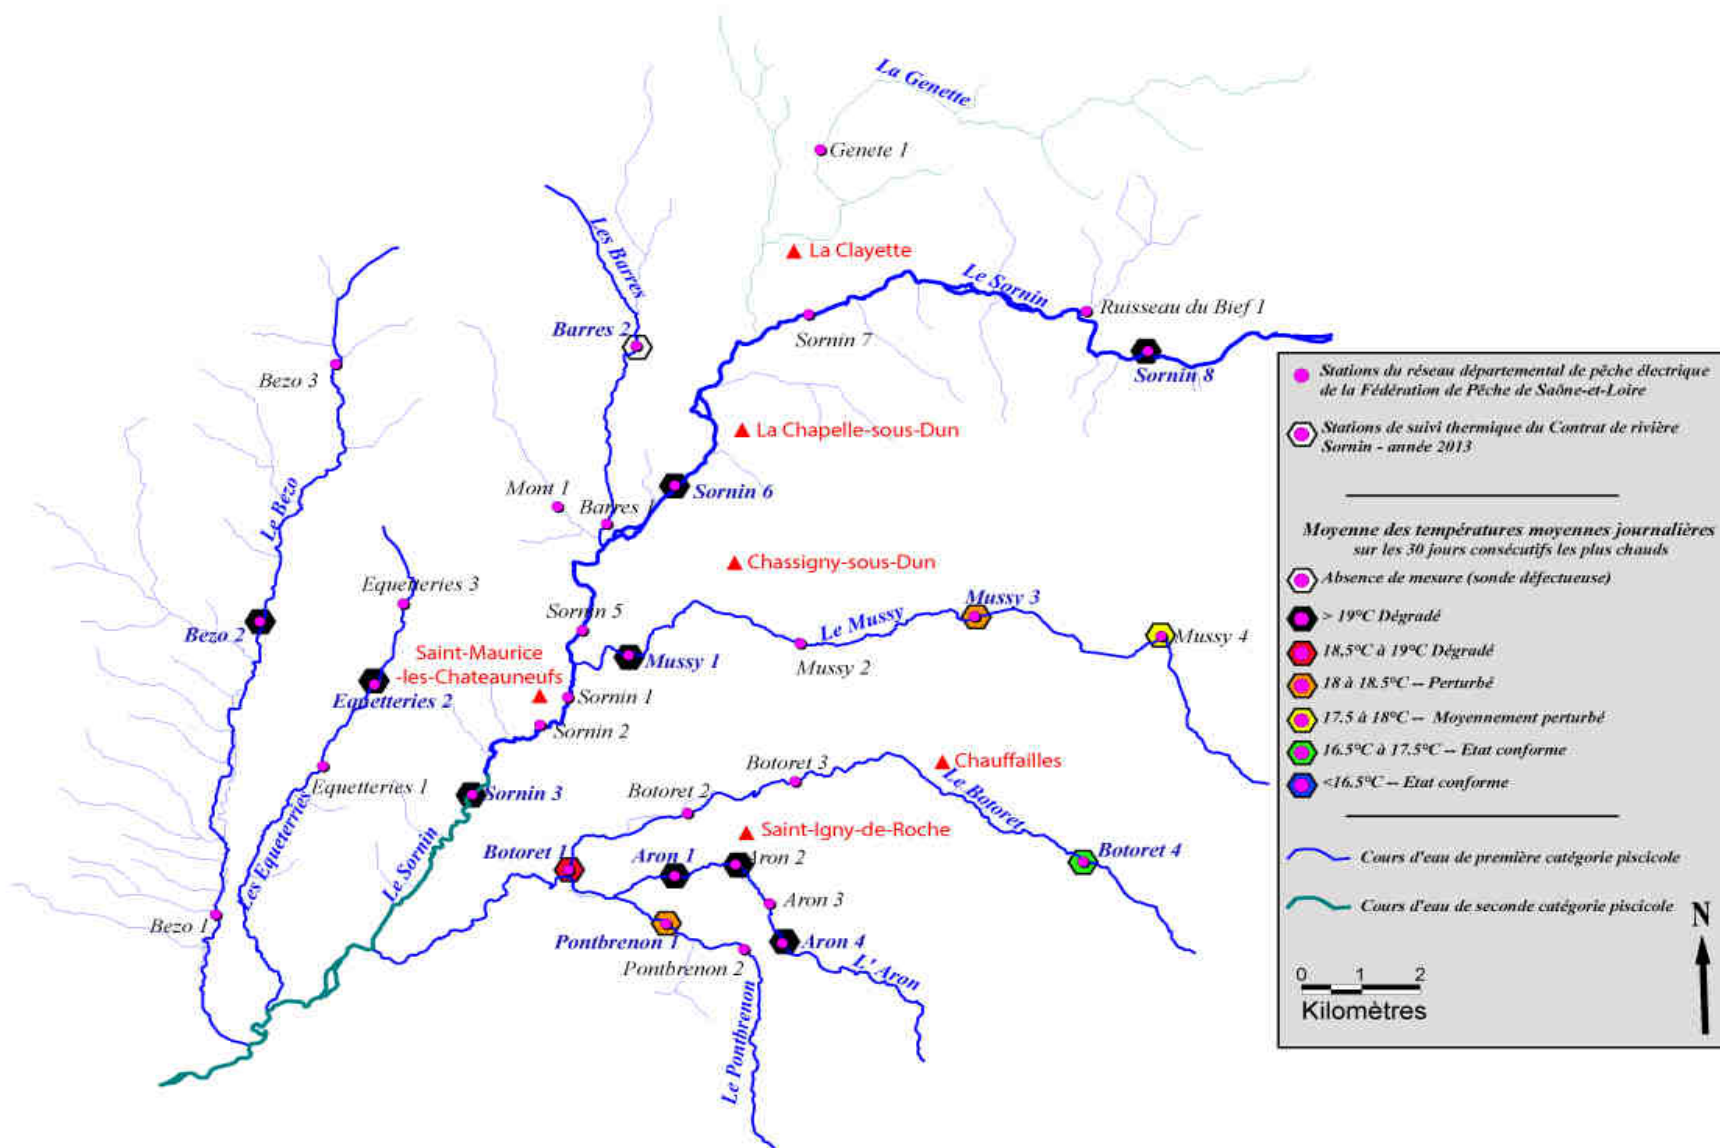 La Genette
Genete 1
La Clayette
Les Barres
Le Sornin
Ruisseau du Bief 1
Barres 2
Sornin 7
Sornin 8
Bezo 3
La Chapelle-sous-Dun
Sornin 6
Mont 1
Barres 1
Le Bezo
Chassigny-sous-Dun
Equetteries 3
Sornin 5
Le Mussy
Mussy 3
Bezo 2
Mussy 4
Saint-Maurice
-les-Chateauneufs
Mussy 1
Mussy 2
Equetteries 2
Sornin 1
Sornin 2
Chauffailles
Botoret 3
Equetteries 1
Sornin 3
Botoret 2
Le Botoret
Saint-Igny-de-Roche
Les Equeterries
Le Sornin
Botoret 1
Aron 1
Aron 2
Botoret 4
Aron 3
Bezo 1
Pontbrenon 1
Aron 4
Pontbrenon 2
L' Aron
Le Pontbrenon
Stations du réseau départemental de pêche électrique
de la Fédération de Pêche de Saône-et-Loire
Stations de suivi thermique du Contrat de rivière
Sornin - année 2013
Moyenne des températures moyennes journalières
sur les 30 jours consécutifs les plus chauds
Absence de mesure (sonde défectueuse)
> 19°C Dégradé
18,5°C à 19°C Dégradé
18 à 18.5°C -- Perturbé
17.5 à 18°C -- Moyennement perturbé
16.5°C à 17.5°C -- Etat conforme
<16.5°C -- Etat conforme
Cours d'eau de première catégorie piscicole
Cours d'eau de seconde catégorie piscicole
N
0 1 2
Kilomètres